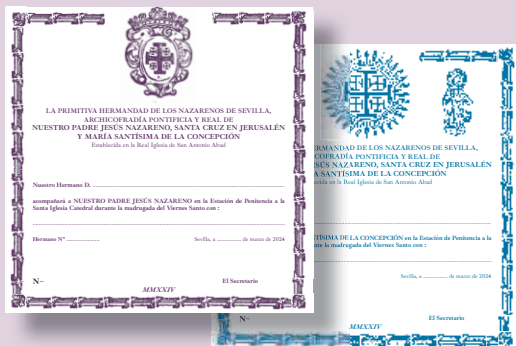 LA PRIMITIVA HERMANDAD DE LOS NAZARENOS DE SEVILLA,
ARCHICOFRADÍA PONTIFICIA Y REAL DE
NUESTRO PADRE JESÚS NAZARENO, SANTA CRUZ EN JERUSALÉN
Y MARÍA SANTÍSIMA DE LA CONCEPCIÓN
Establecida en la Real Iglesia de San Antonio Abad
Nuestro Hermano D.
acompañará a NUESTRO PADRE JESÚS NAZARENO en la Estación de Penitencia a la
Santa Iglesia Catedral durante la madrugada del Viernes Santo con :
Hermano Nº ................... Sevilla, a ............... de marzo de 2024
N~
El Secretario
MMXXIV
HERMANDAD DE LOS NAZARENOS DE SEVILLA,
COFRADÍA PONTIFICIA Y REAL DE
JESÚS NAZARENO, SANTA CRUZ EN JERUSALÉN
SANTÍSIMA DE LA CONCEPCIÓN
en la Real Iglesia de San Antonio Abad
DE LA CONCEPCIÓN en la Estación de Penitencia a la
la madrugada del Viernes Santo con :
Sevilla, a ............... de marzo de 2024
N~
El Secretario
MMXXIV